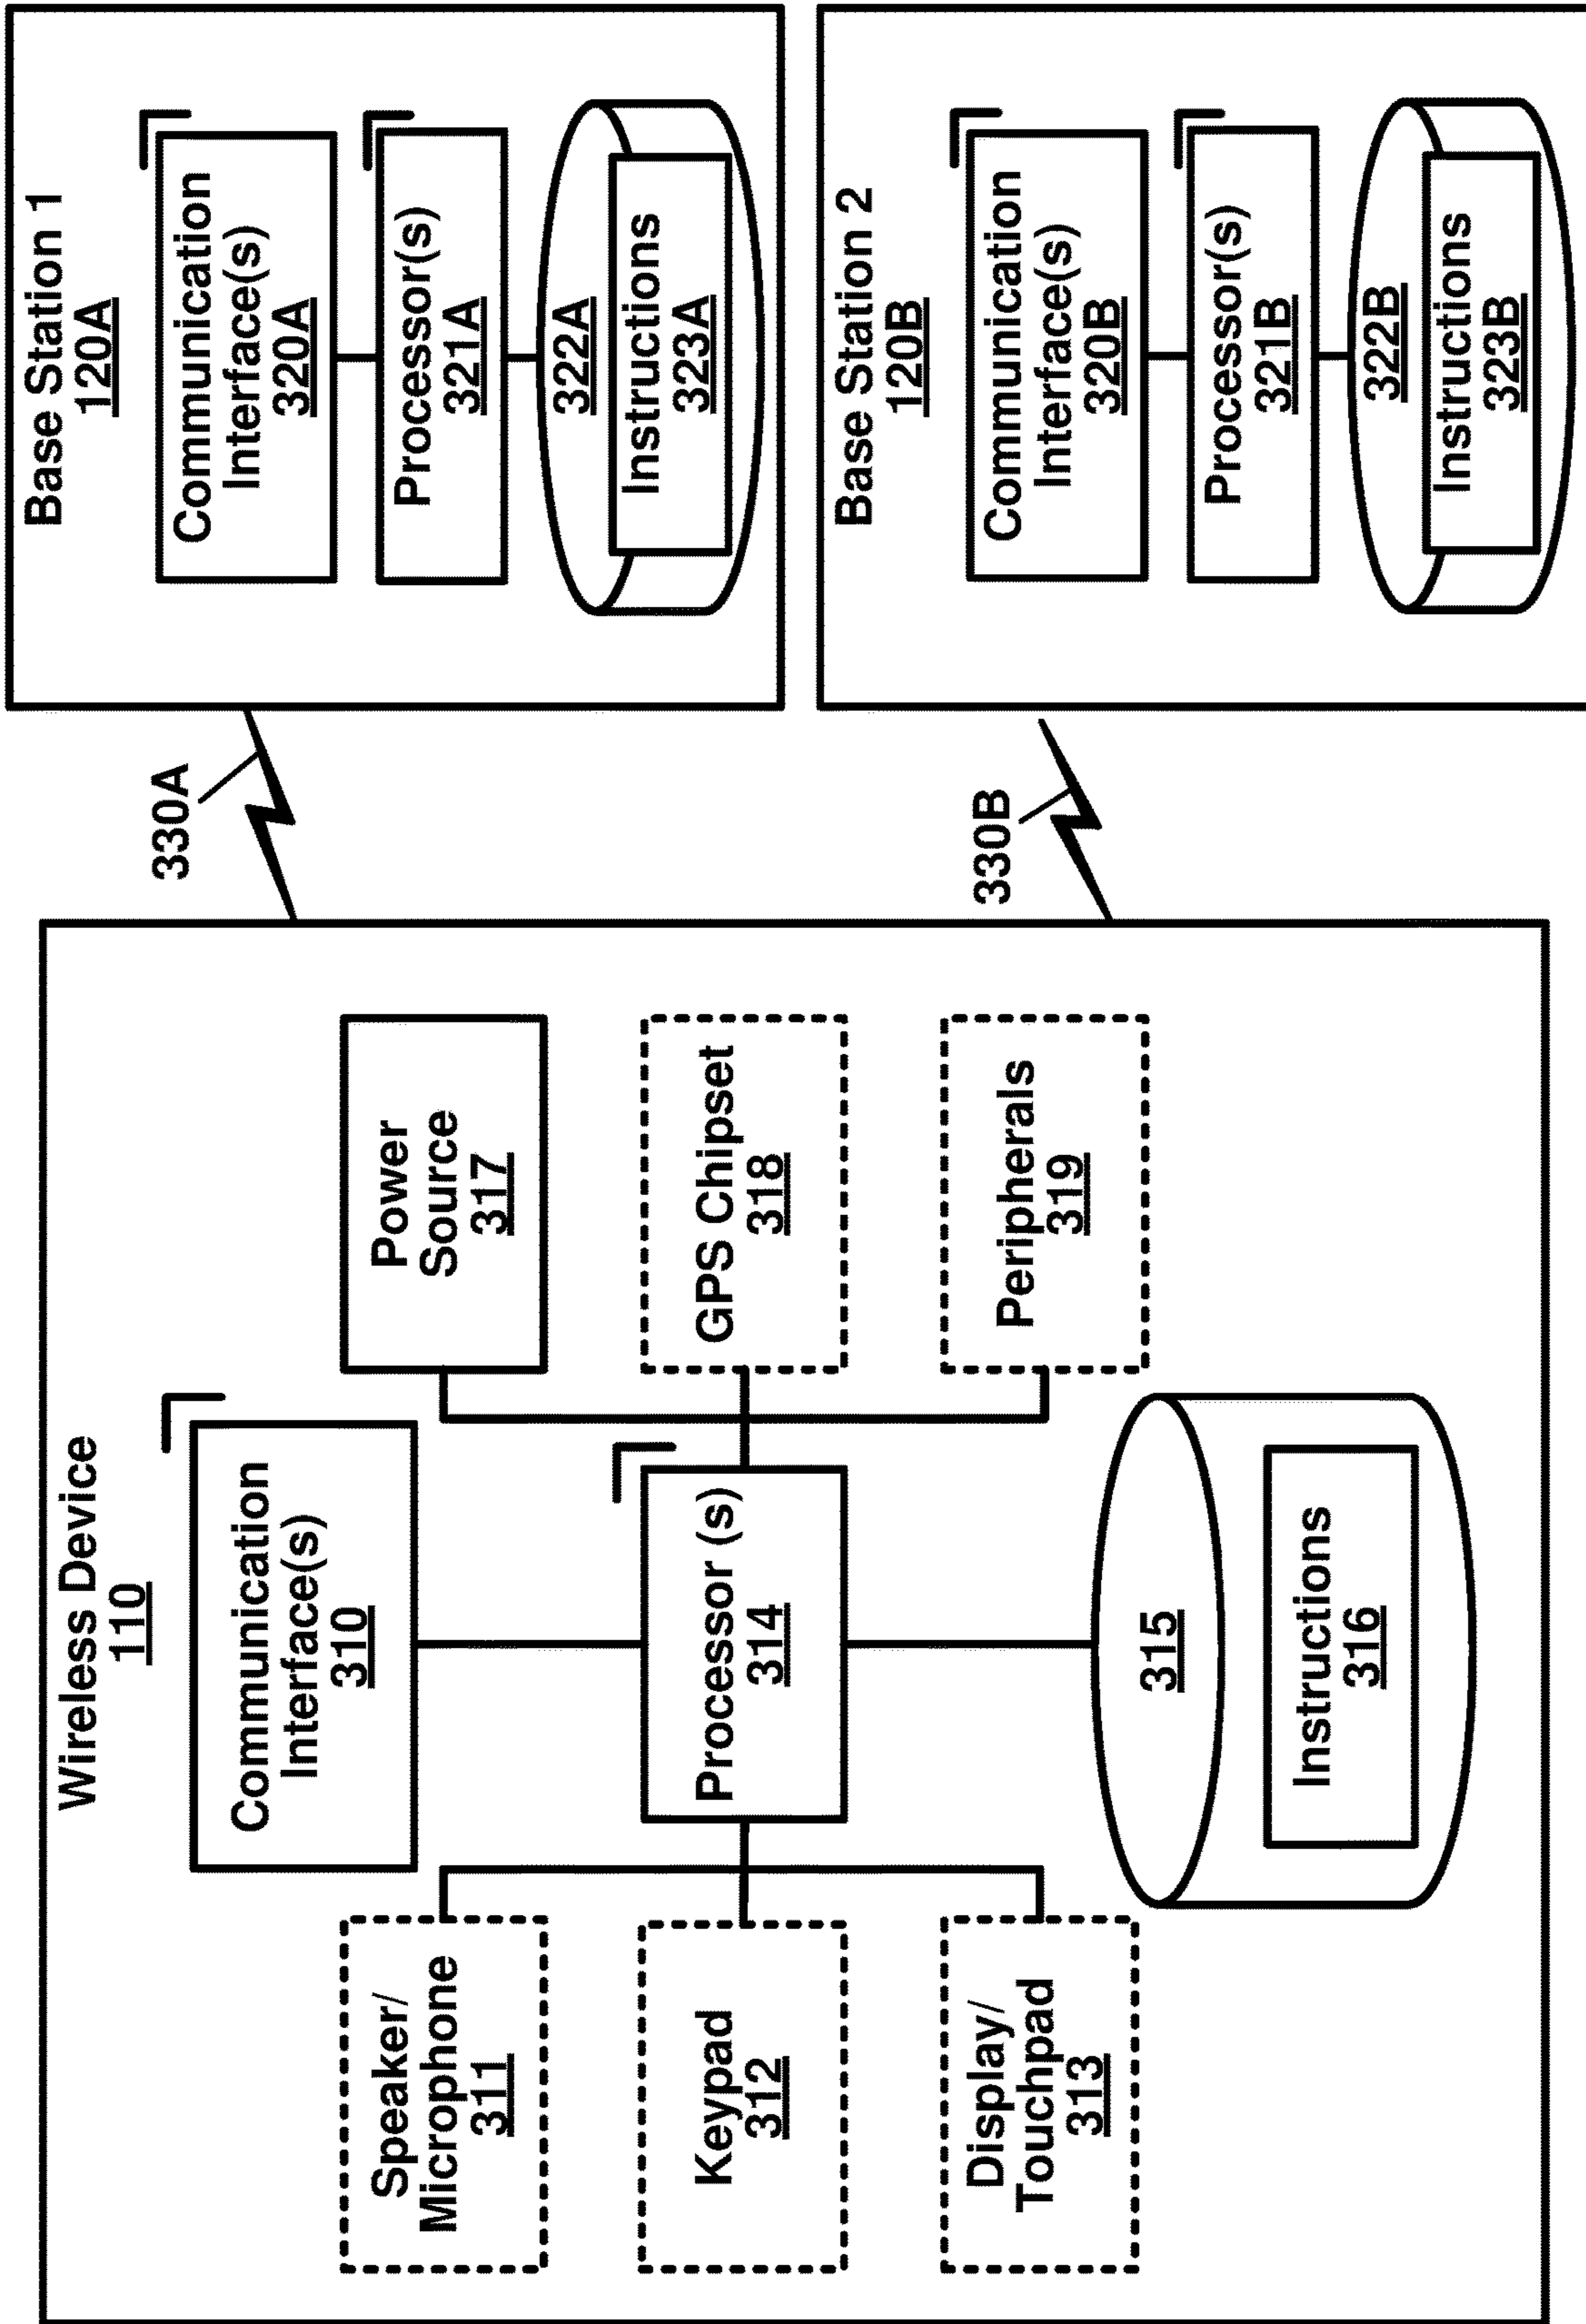 Wireless Device
110
Communication
Interface(s)
310
Speaker/
Microphone
311
Power
Source
317
Keypad
312
Processor (s)
314
GPS Chipset
318
Display/
Touchpad
313
Peripherals
319
315
Instructions
316
330A
330B
Base Station 1
120A
Communication
Interface(s)
320A
Processor(s)
321A
322A
Instructions
323A
Base Station 2
120B
Communication
Interface(s)
320B
Processor(s)
321B
322B
Instructions
323B